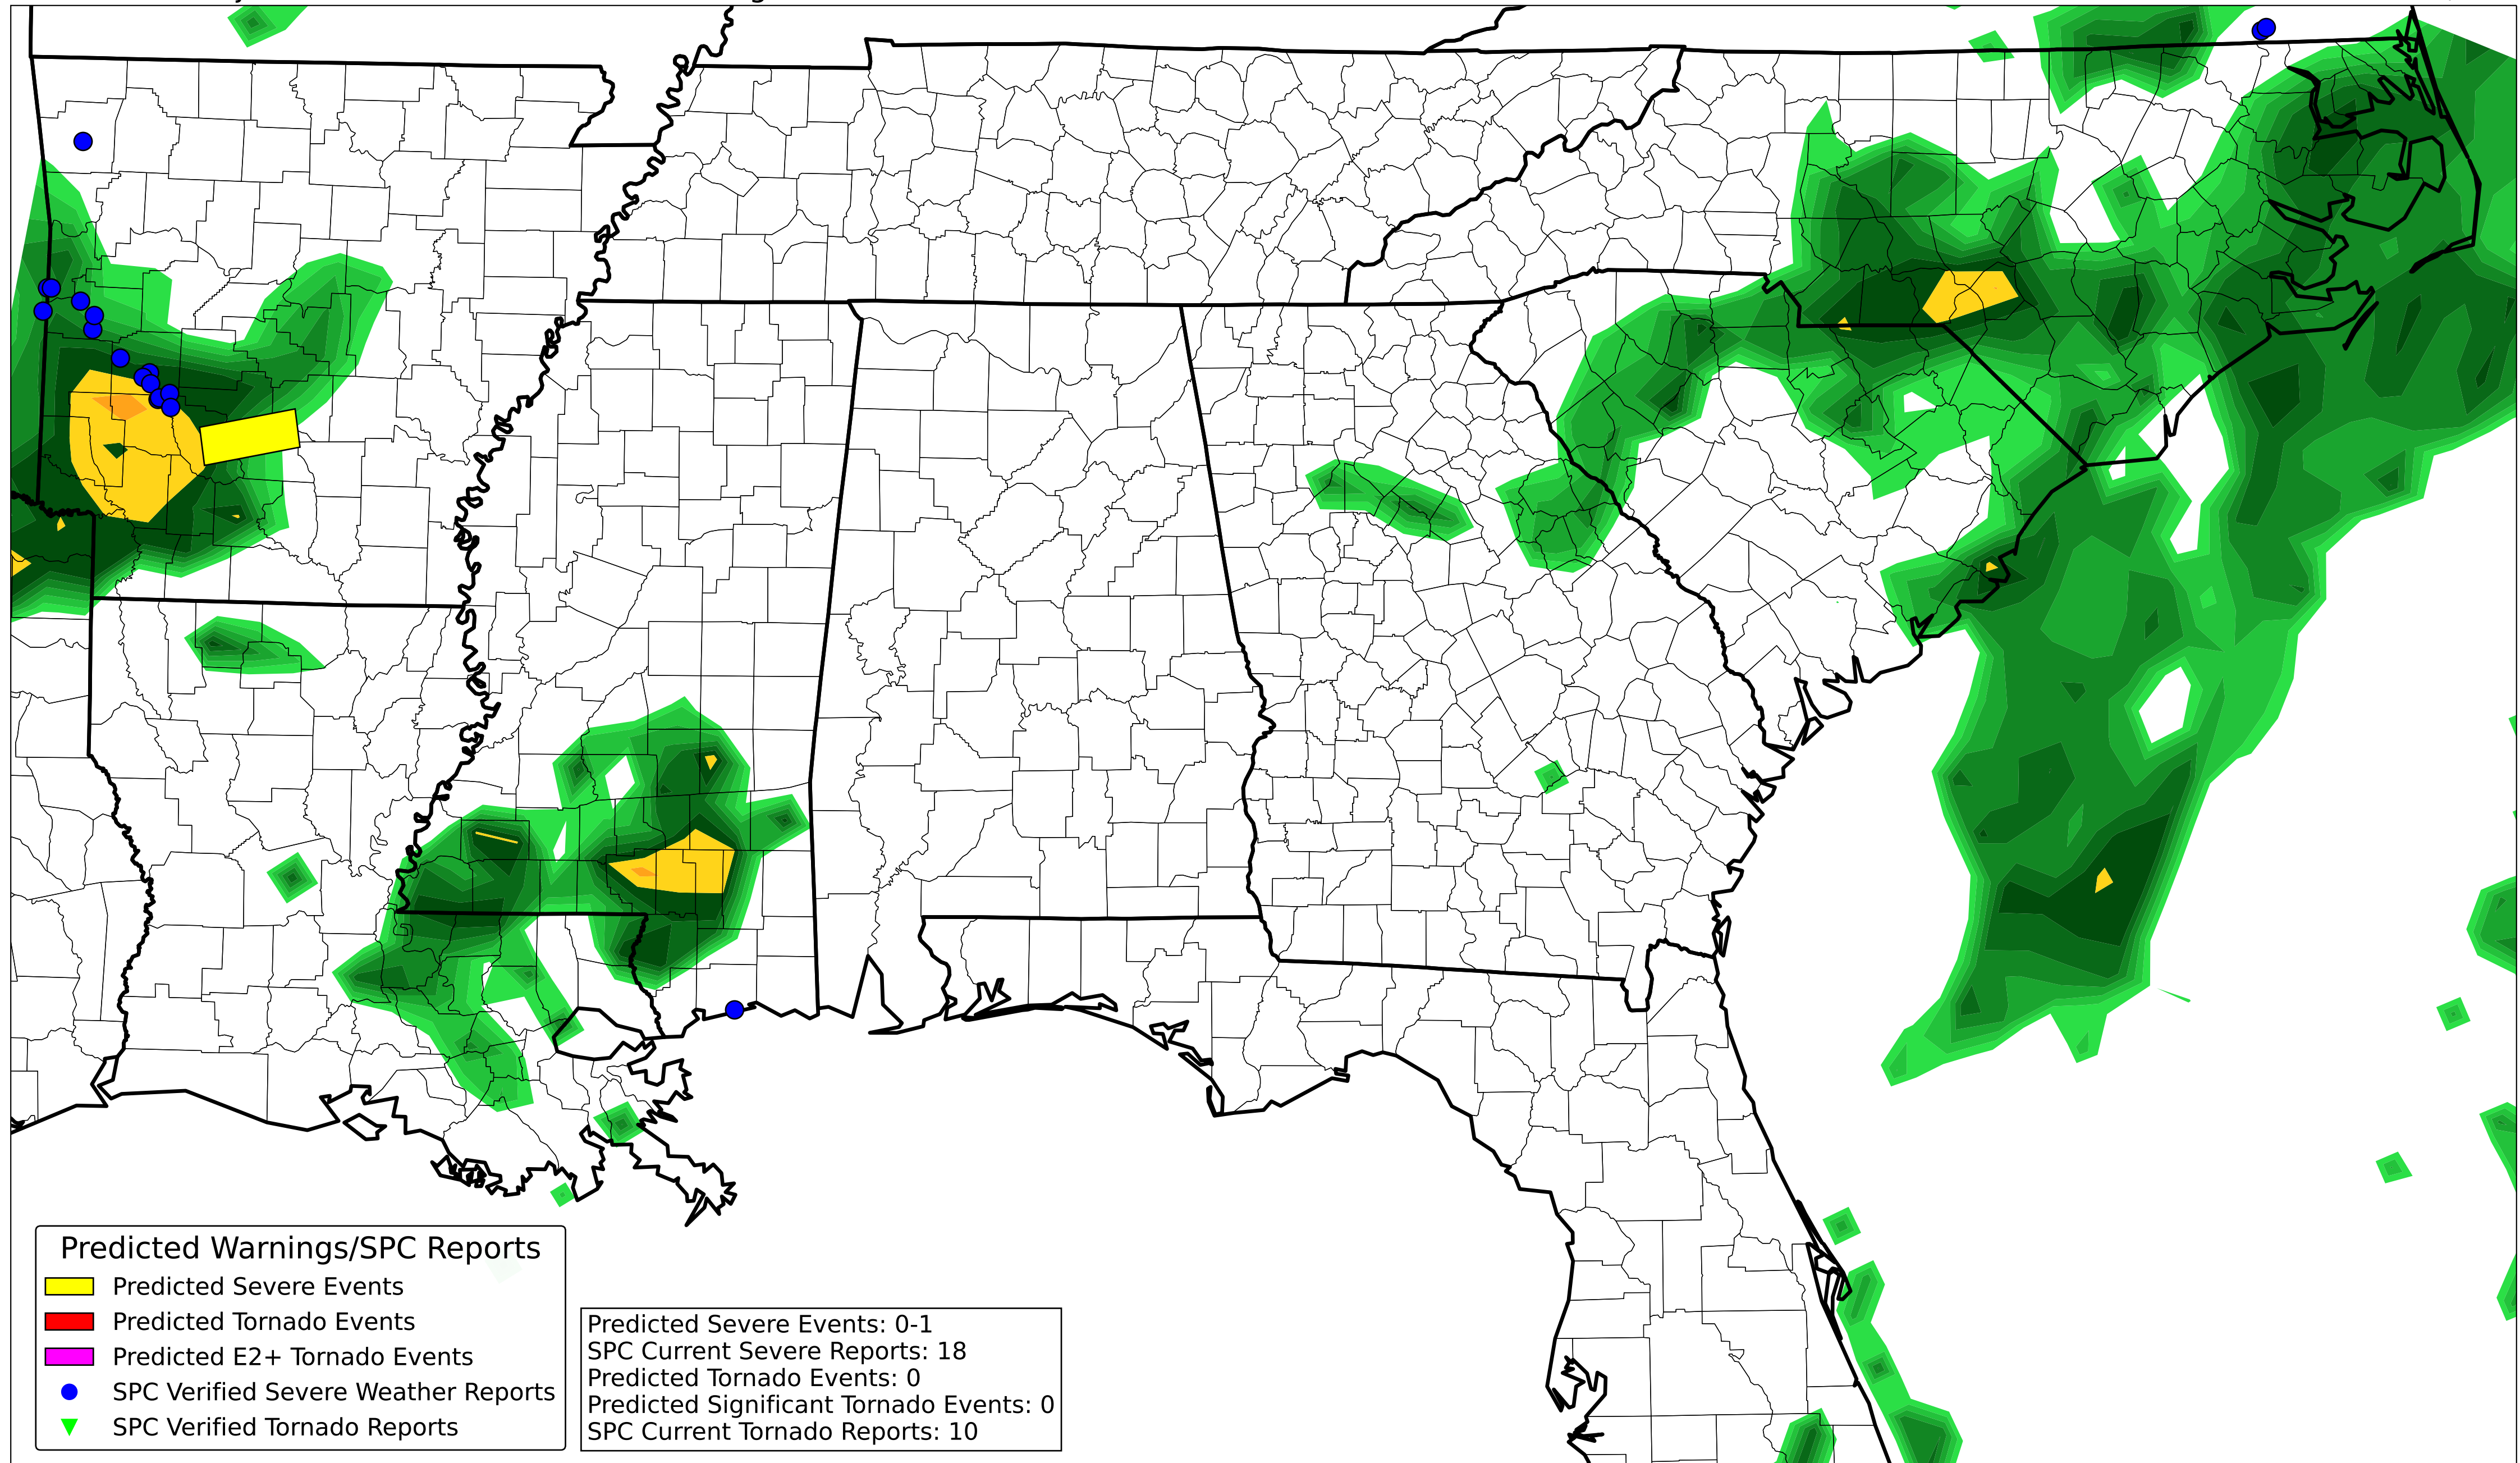 Predicted Warnings/SPC Reports
Predicted Severe Events
Predicted Tornado Events
Predicted E2+ Tornado Events
SPC Verified Severe Weather Reports
SPC Verified Tornado Reports
Predicted Severe Events: 0-1
SPC Current Severe Reports: 18
Predicted Tornado Events: 0
Predicted Significant Tornado Events: 0
SPC Current Tornado Reports: 10